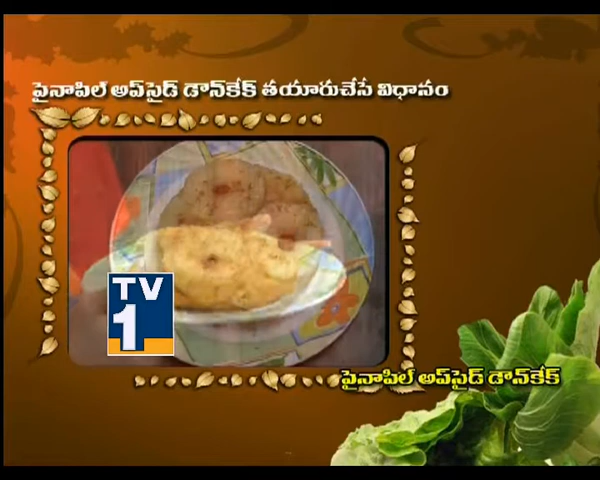 పైనాపిల్ అప్‌సైడ్ డౌన్‌కేక్ తయారుచేసే విధానం
TV
1
పైనాపిల్ అప్‌సైడ్ డౌన్‌కేక్